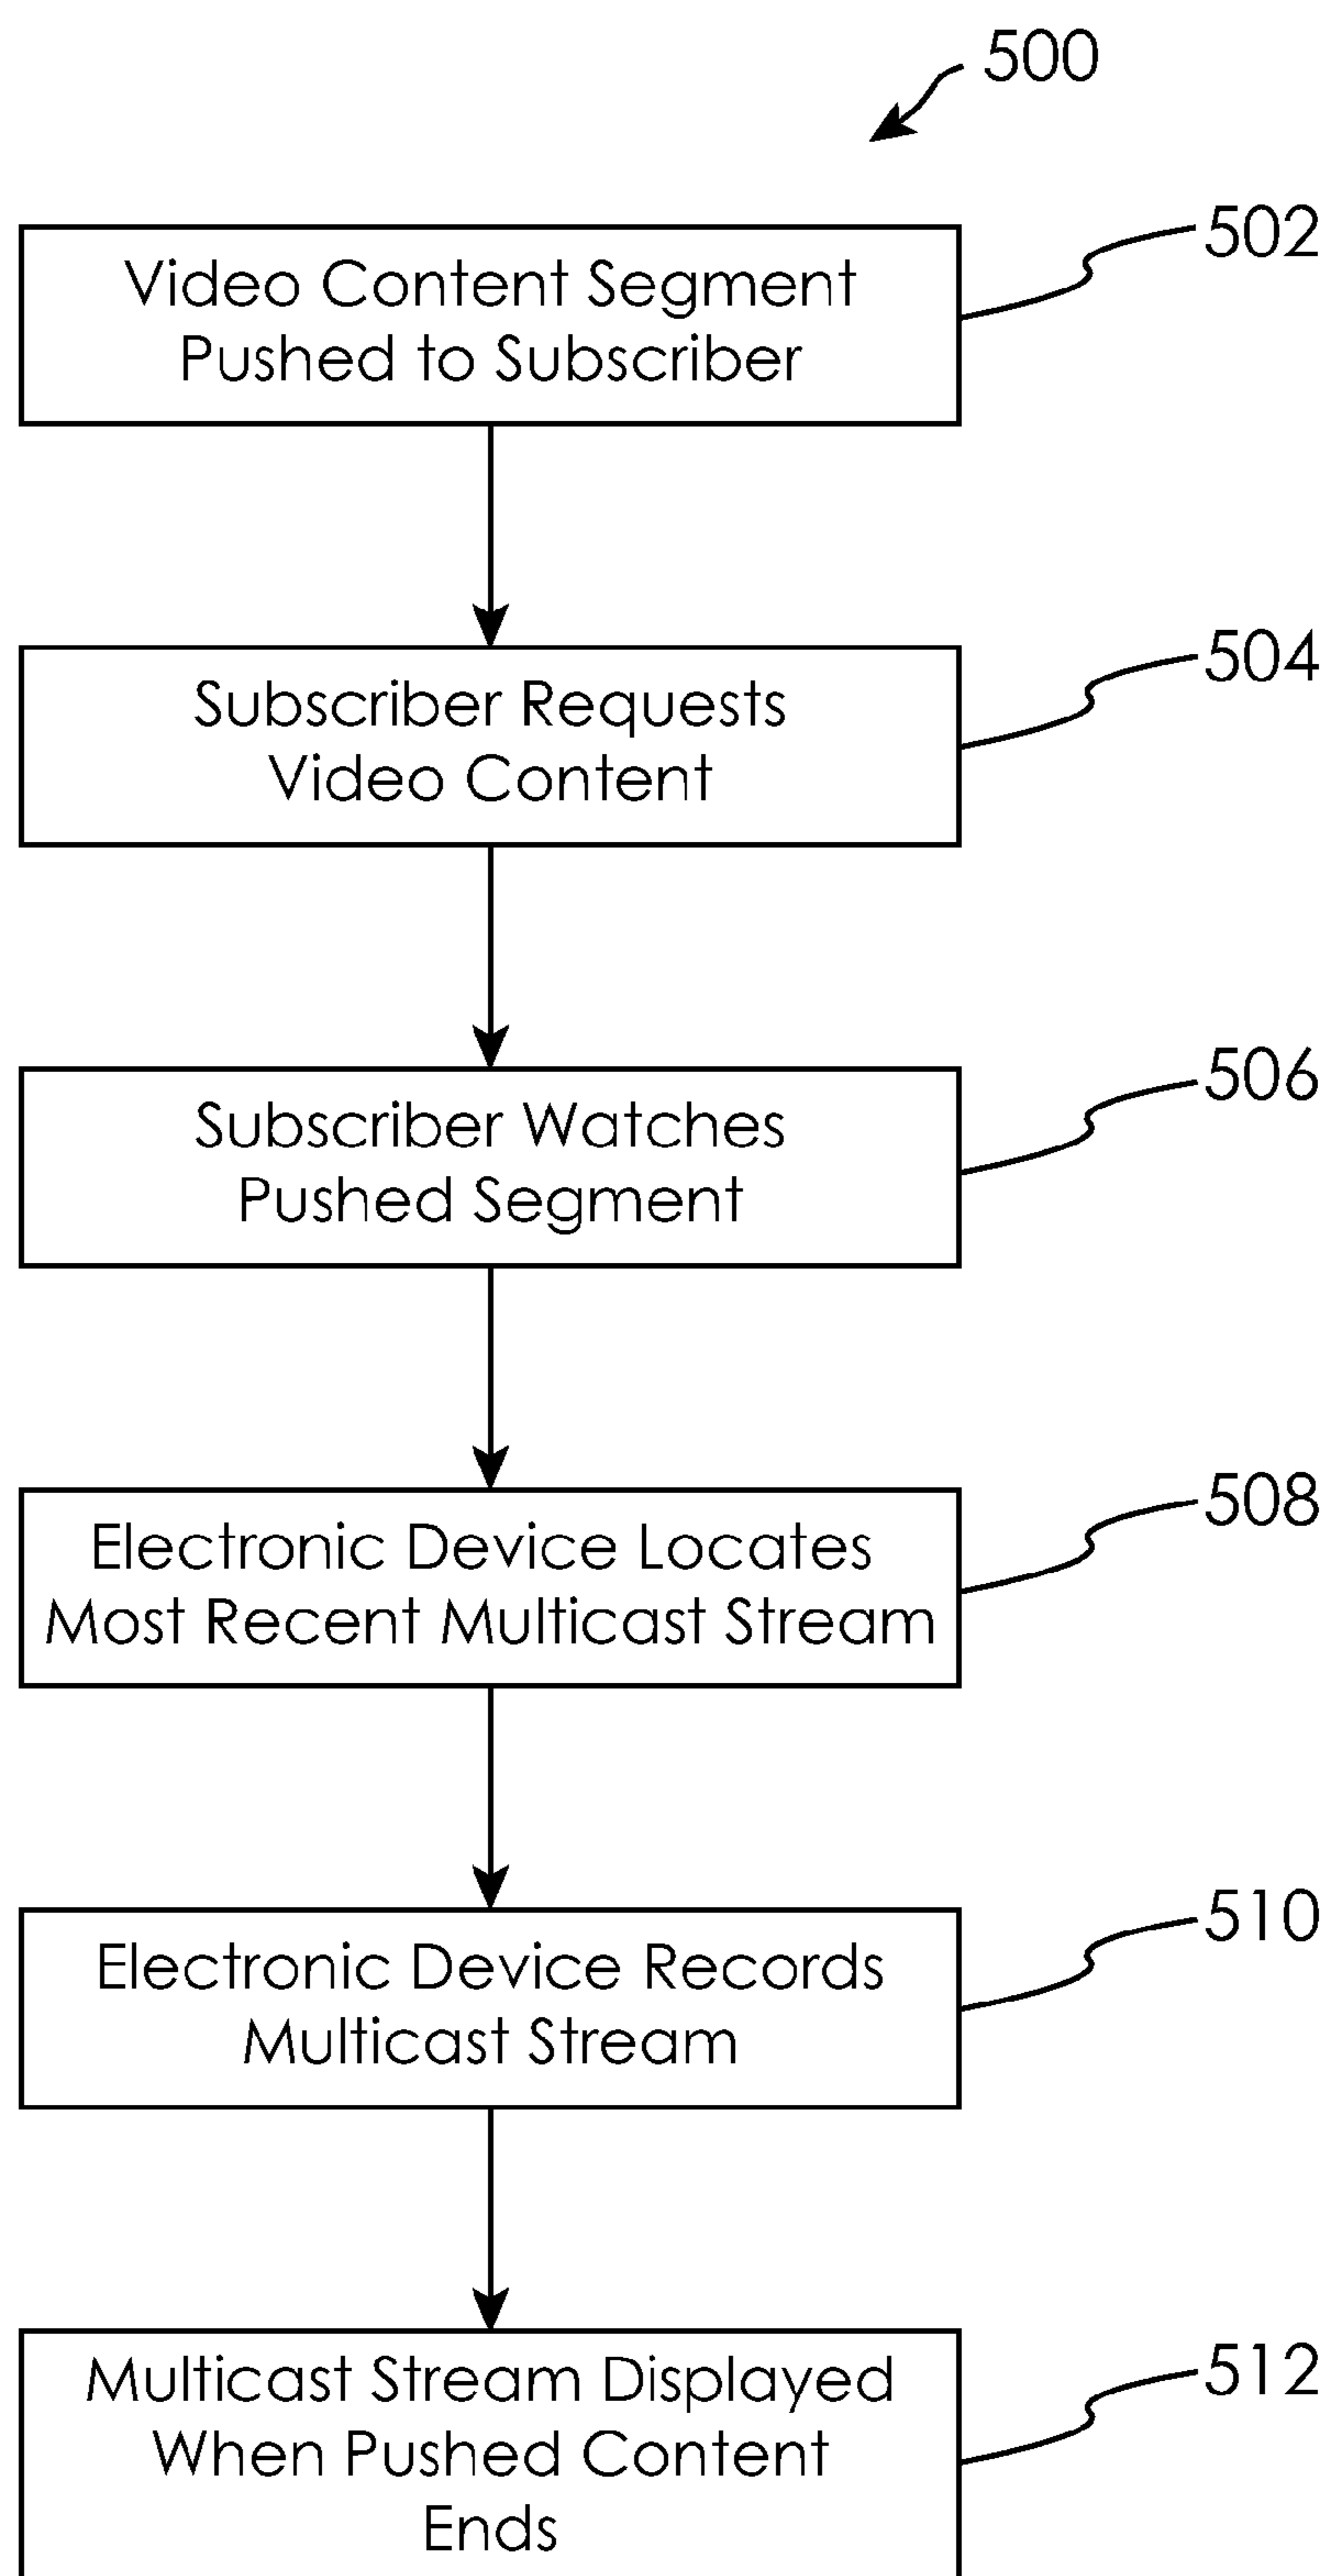 500
Video Content Segment
Pushed to Subscriber
502
Subscriber Requests
Video Content
504
Subscriber Watches
Pushed Segment
506
Electronic Device Locates
Most Recent Multicast Stream
508
Electronic Device Records
Multicast Stream
510
Multicast Stream Displayed
When Pushed Content
Ends
512